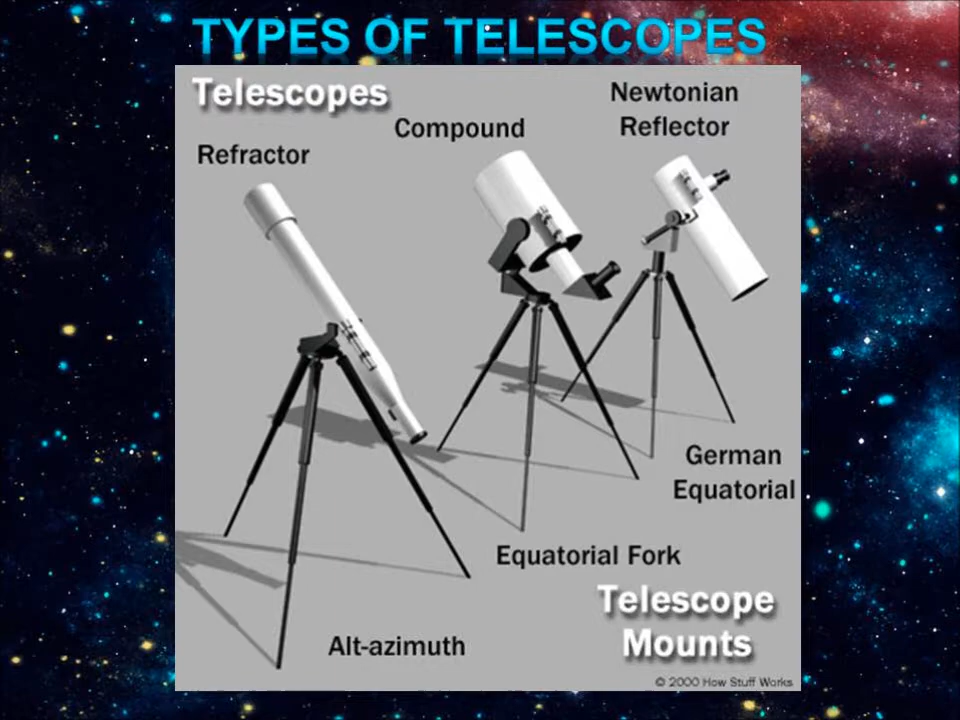 TYPES OF TELESCOPES
Telescopes
Refractor
Compound
Newtonian
Reflector
German
Equatorial
Equatorial Fork
Alt-azimuth
Telescope
Mounts
© 2000 How Stuff Works